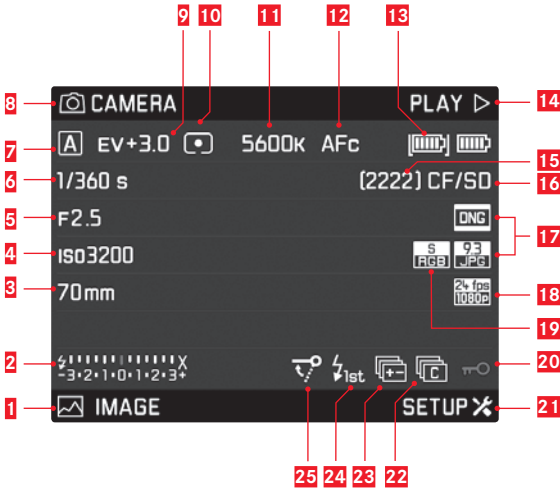 9 10 11 12 13
8 CAMERA PLAY 14
7 A EV+3.0 5600K AFc
15
6 1/360 s (2222) CF/SD 16
5 F2.5 DNG
17
4 ISO3200 S RGB 9.3 JPG
3 70mm 24 fps 1080p 18
19
2 -3·2·1·0·1·2·3+ X 20
1st C
1 IMAGE SETUP 21
25 24 23 22